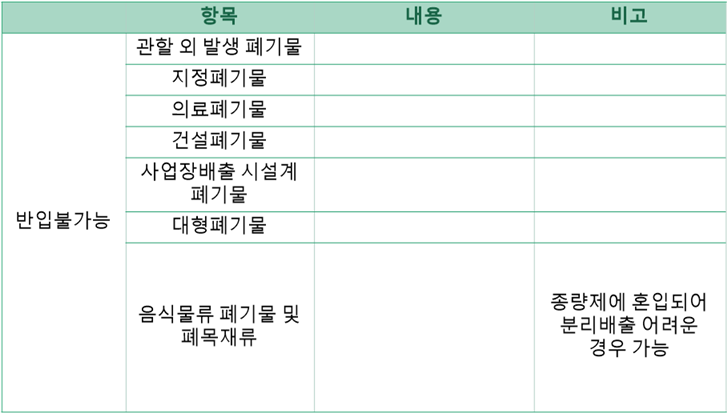 항목 내용 비고
관할 외 발생 폐기물
지정폐기물
의료폐기물
건설폐기물
사업장배출 시설계
폐기물
반입불가능
대형폐기물
음식물류 폐기물 및
폐목재류
종량제에 혼입되어
분리배출 어려운
경우 가능